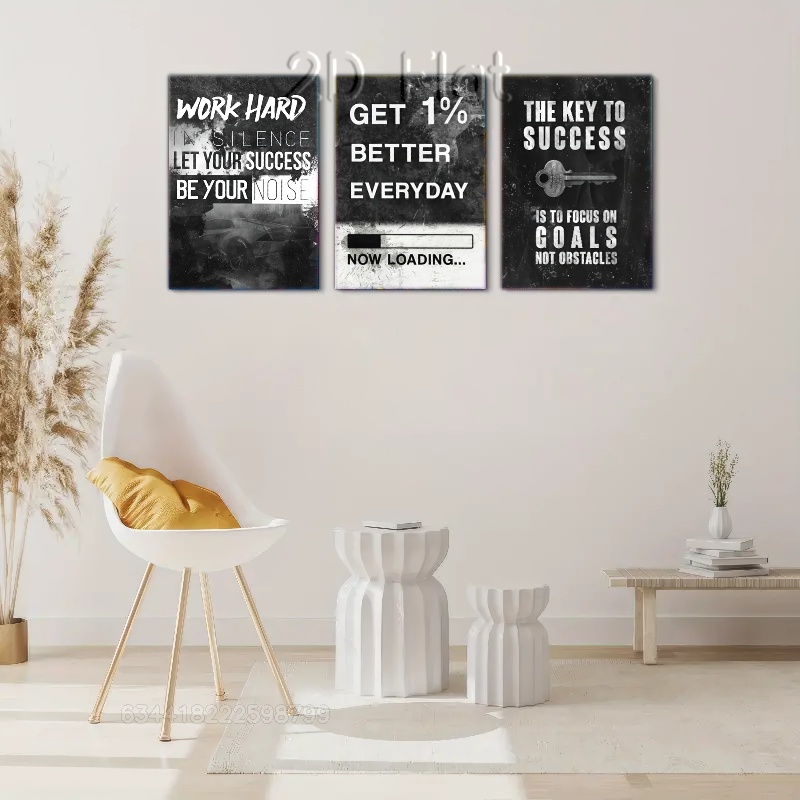 2D Flat
WORK HARD
IN SILENCE
LET YOUR SUCCESS
BE YOUR NOISE
GET 1%
BETTER
EVERYDAY
NOW LOADING...
THE KEY TO
SUCCESS
IS TO FOCUS ON
GOALS
NOT OBSTACLES
634418222598799